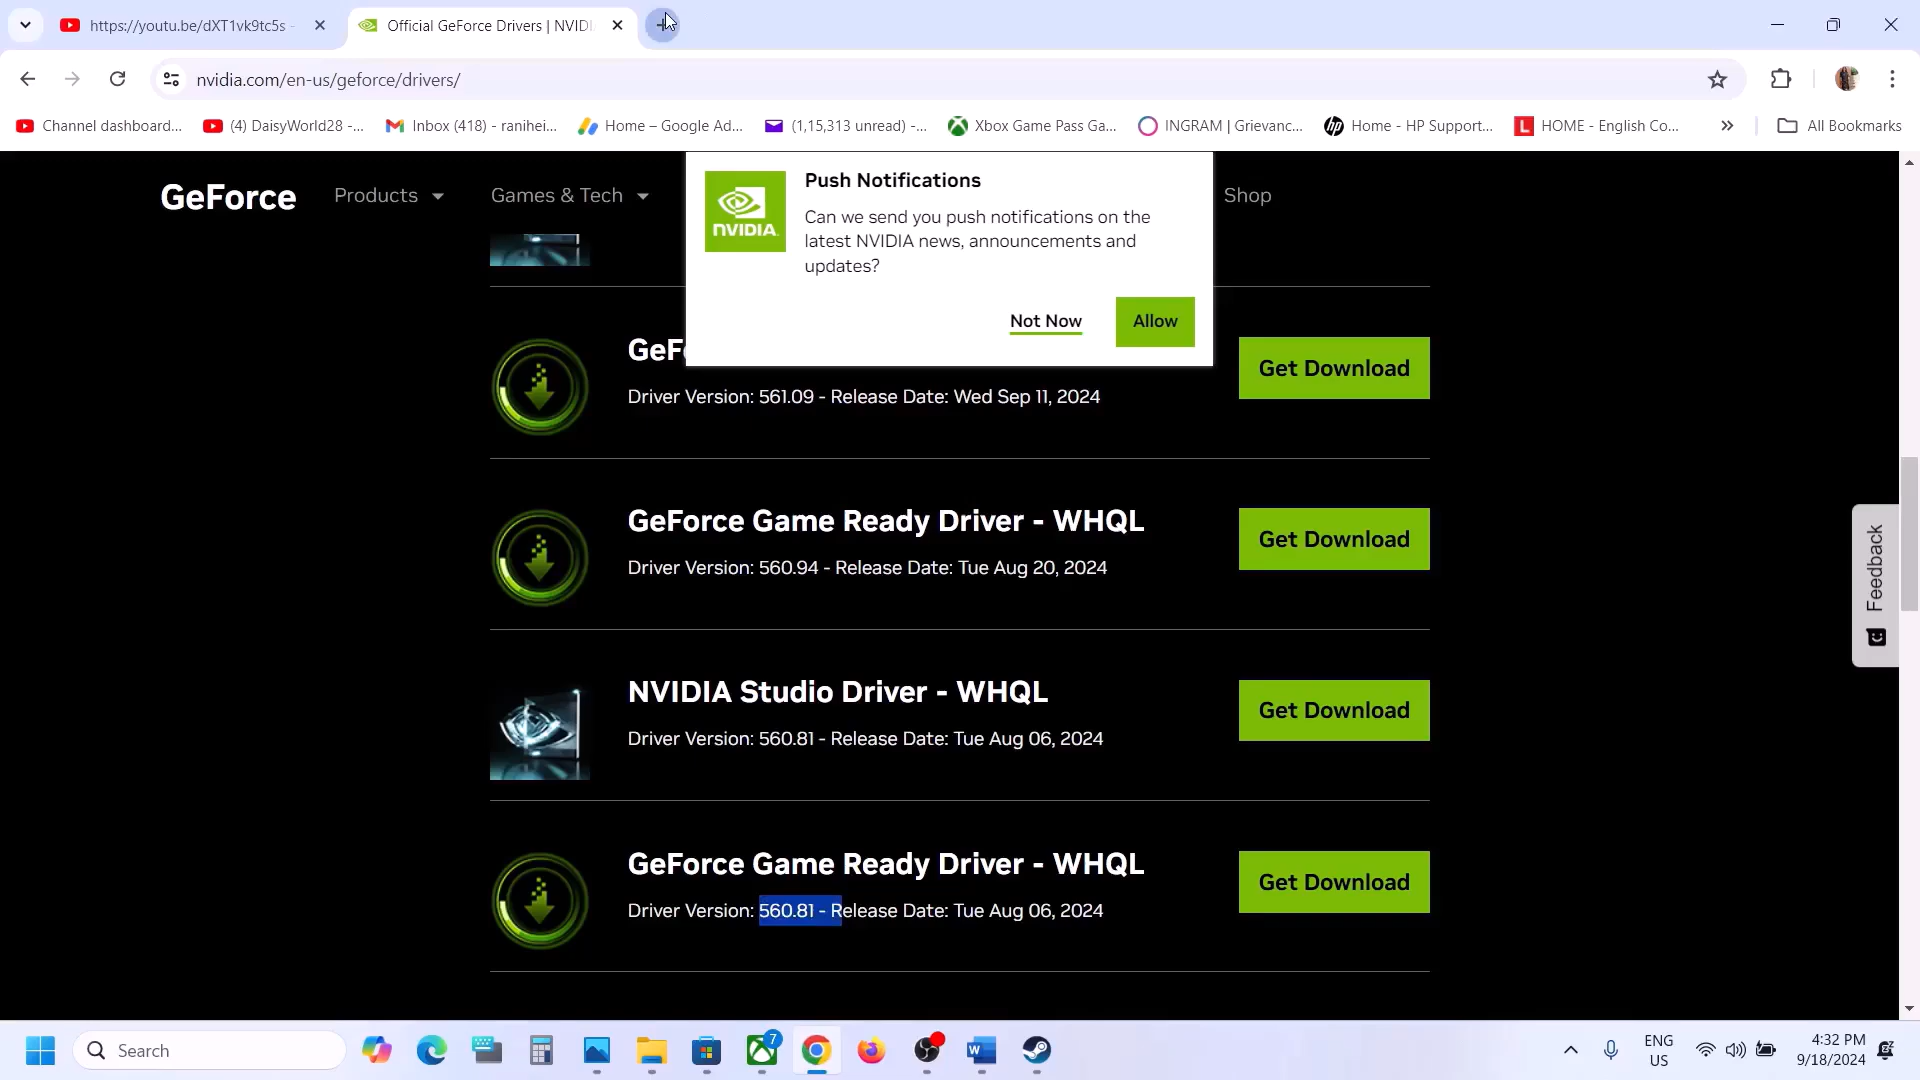 https://youtu.be/dXT1vk9tc5s -
Official GeForce Drivers | NVIDI
nvidia.com/en-us/geforce/drivers/
Channel dashboard...
(4) DaisyWorld28 -...
Inbox (418) - ranihei...
Home – Google Ad...
(1,15,313 unread) -...
Xbox Game Pass Ga...
INGRAM | Grievanc...
Home - HP Support...
HOME - English Co...
All Bookmarks
GeForce
Products
Games & Tech
Shop
NVIDIA
Push Notifications
Can we send you push notifications on the
latest NVIDIA news, announcements and
updates?
Not Now
Allow
GeF
Driver Version: 561.09 - Release Date: Wed Sep 11, 2024
Get Download
GeForce Game Ready Driver - WHQL
Driver Version: 560.94 - Release Date: Tue Aug 20, 2024
Get Download
NVIDIA Studio Driver - WHQL
Driver Version: 560.81 - Release Date: Tue Aug 06, 2024
Get Download
GeForce Game Ready Driver - WHQL
Driver Version: 560.81 - Release Date: Tue Aug 06, 2024
Get Download
Feedback
Search
7
ENG
US
4:32 PM
9/18/2024